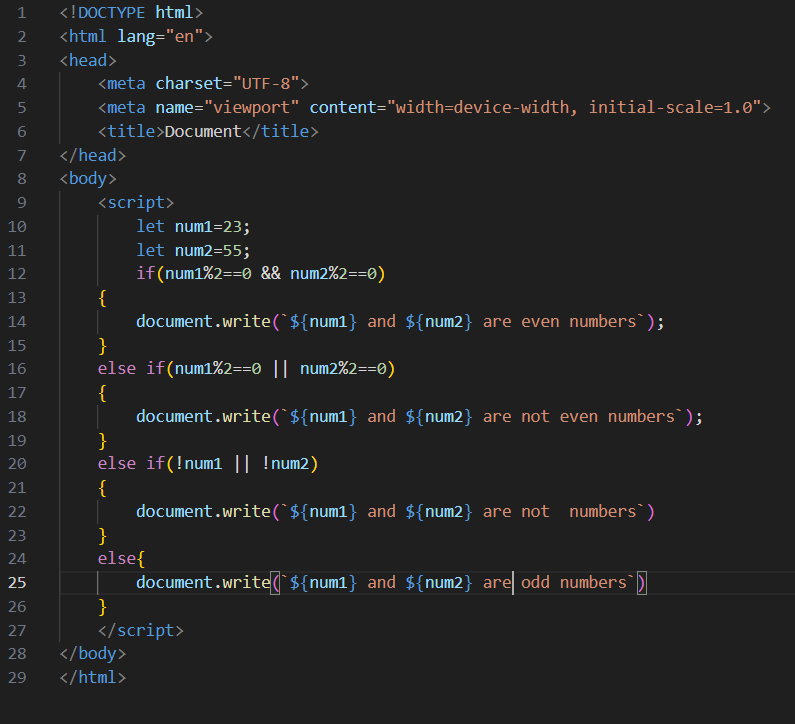 1 <!DOCTYPE html>
2 <html lang="en">
3 <head>
4     <meta charset="UTF-8">
5     <meta name="viewport" content="width=device-width, initial-scale=1.0">
6     <title>Document</title>
7 </head>
8 <body>
9     <script>
10         let num1=23;
11         let num2=55;
12         if(num1%2==0 && num2%2==0)
13     {
14         document.write(`${num1} and ${num2} are even numbers`);
15     }
16     else if(num1%2==0 || num2%2==0)
17     {
18         document.write(`${num1} and ${num2} are not even numbers`);
19     }
20     else if(!num1 || !num2)
21     {
22         document.write(`${num1} and ${num2} are not  numbers`)
23     }
24     else{
25         document.write(`${num1} and ${num2} are odd numbers`)
26     }
27     </script>
28 </body>
29 </html>